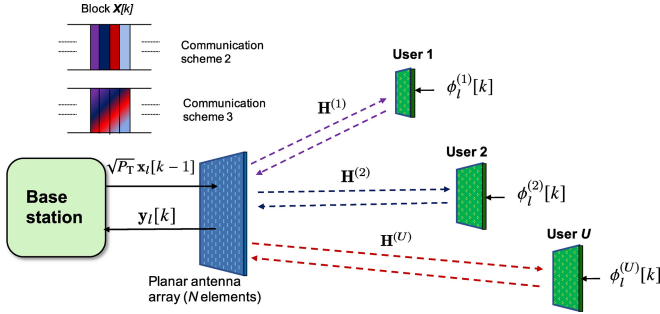 Block X[k]
Communication
scheme 2
Communication
scheme 3
User 1
ϕ_l^{(1)}[k]
H^{(1)}
User 2
H^{(2)}
ϕ_l^{(2)}[k]
√P_T x_l[k − 1]
Base
station
y_l[k]
User U
H^{(U)}
ϕ_l^{(U)}[k]
Planar antenna
array (N elements)